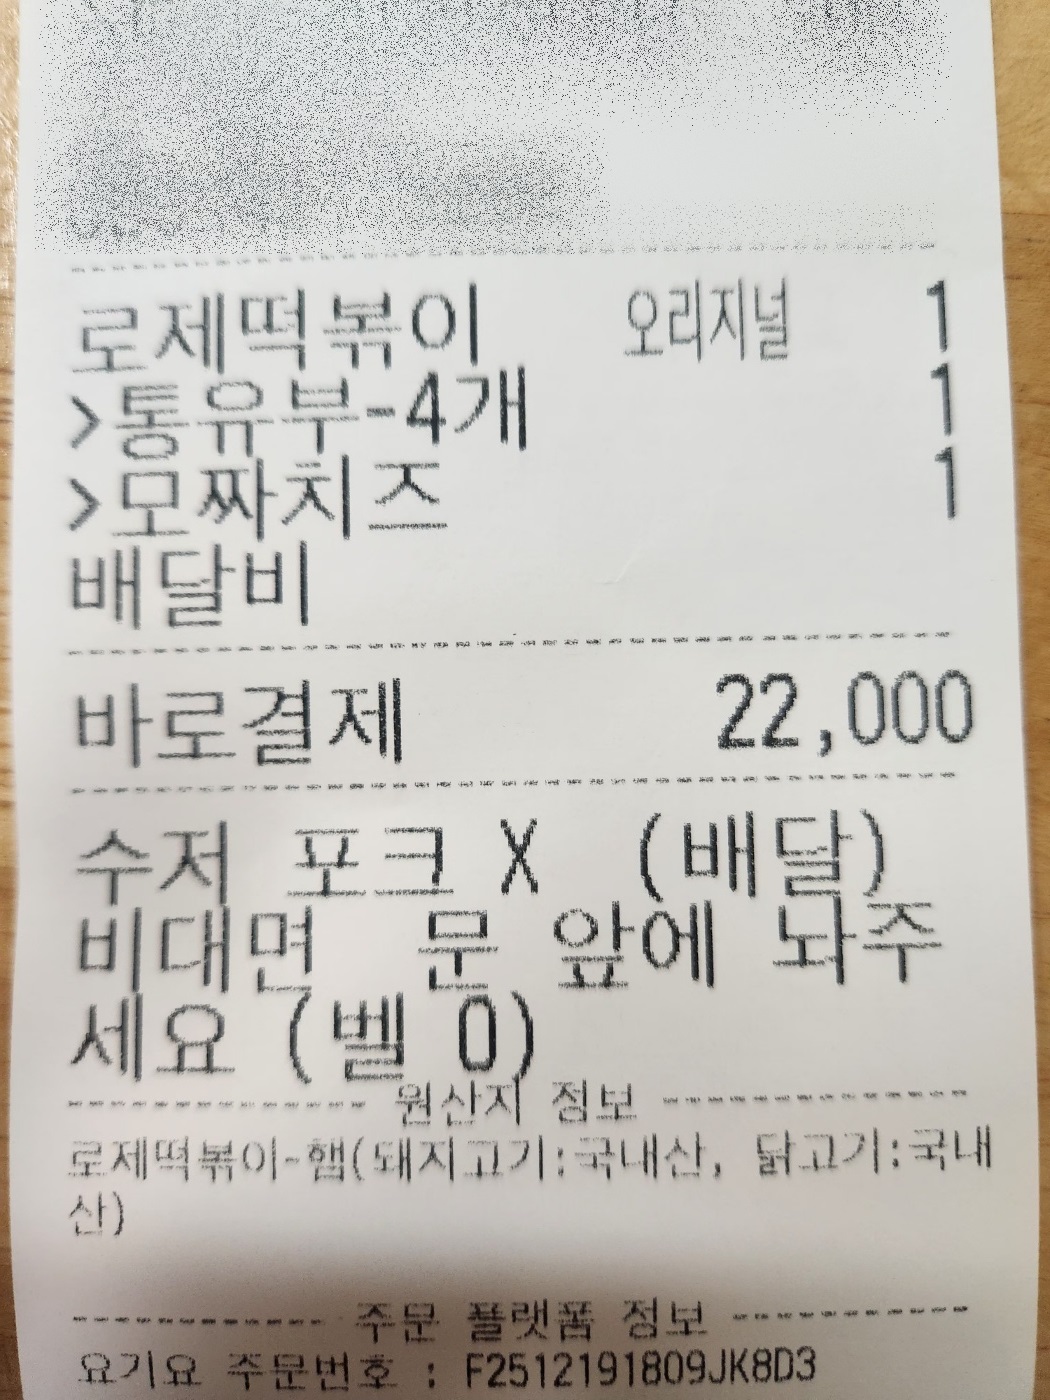 로제떡볶이 오리지널 1
>통유부-4개 1
>모짜치즈 1
배달비
바로결제 22,000
수저 포크 X (배달)
비대면 문 앞에 놔주
세요 (벨 0)
원산지 정보
로제떡볶이-햄(돼지고기:국내산, 닭고기:국내
산)
주문 플랫폼 정보
요기요 주문번호 : F2512191809JK8D3